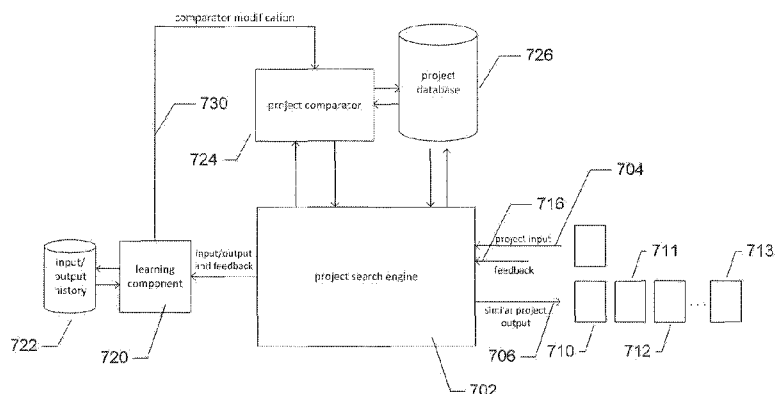 comparator modification
726
project
database
project comparator
730
724
704
716
project input
711
713
feedback
input/output
and feedback
input/
output
history
learning
component
project search engine
similar project
output
...
722
720
706
710
712
702